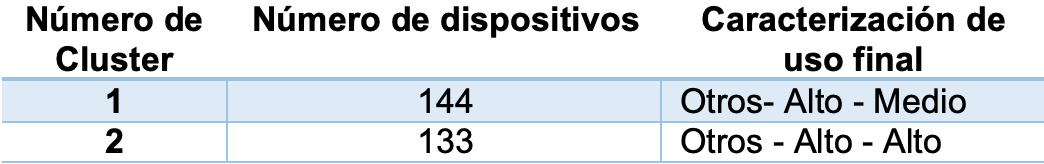 Número de Cluster Número de dispositivos Caracterización de uso final
1 144 Otros- Alto - Medio
2 133 Otros - Alto - Alto